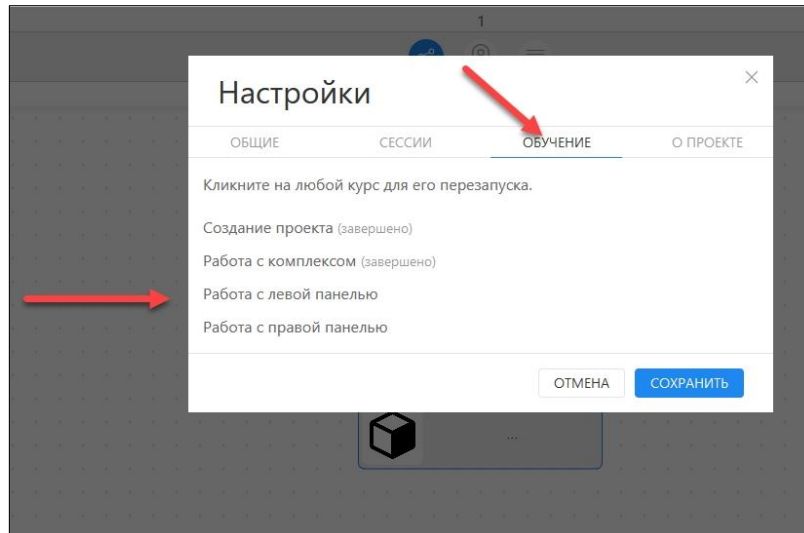 1
Настройки
ОБЩИЕ СЕССИИ ОБУЧЕНИЕ О ПРОЕКТЕ
Кликните на любой курс для его перезапуска.
Создание проекта (завершено)
Работа с комплексом (завершено)
Работа с левой панелью
Работа с правой панелью
ОТМЕНА СОХРАНИТЬ
...